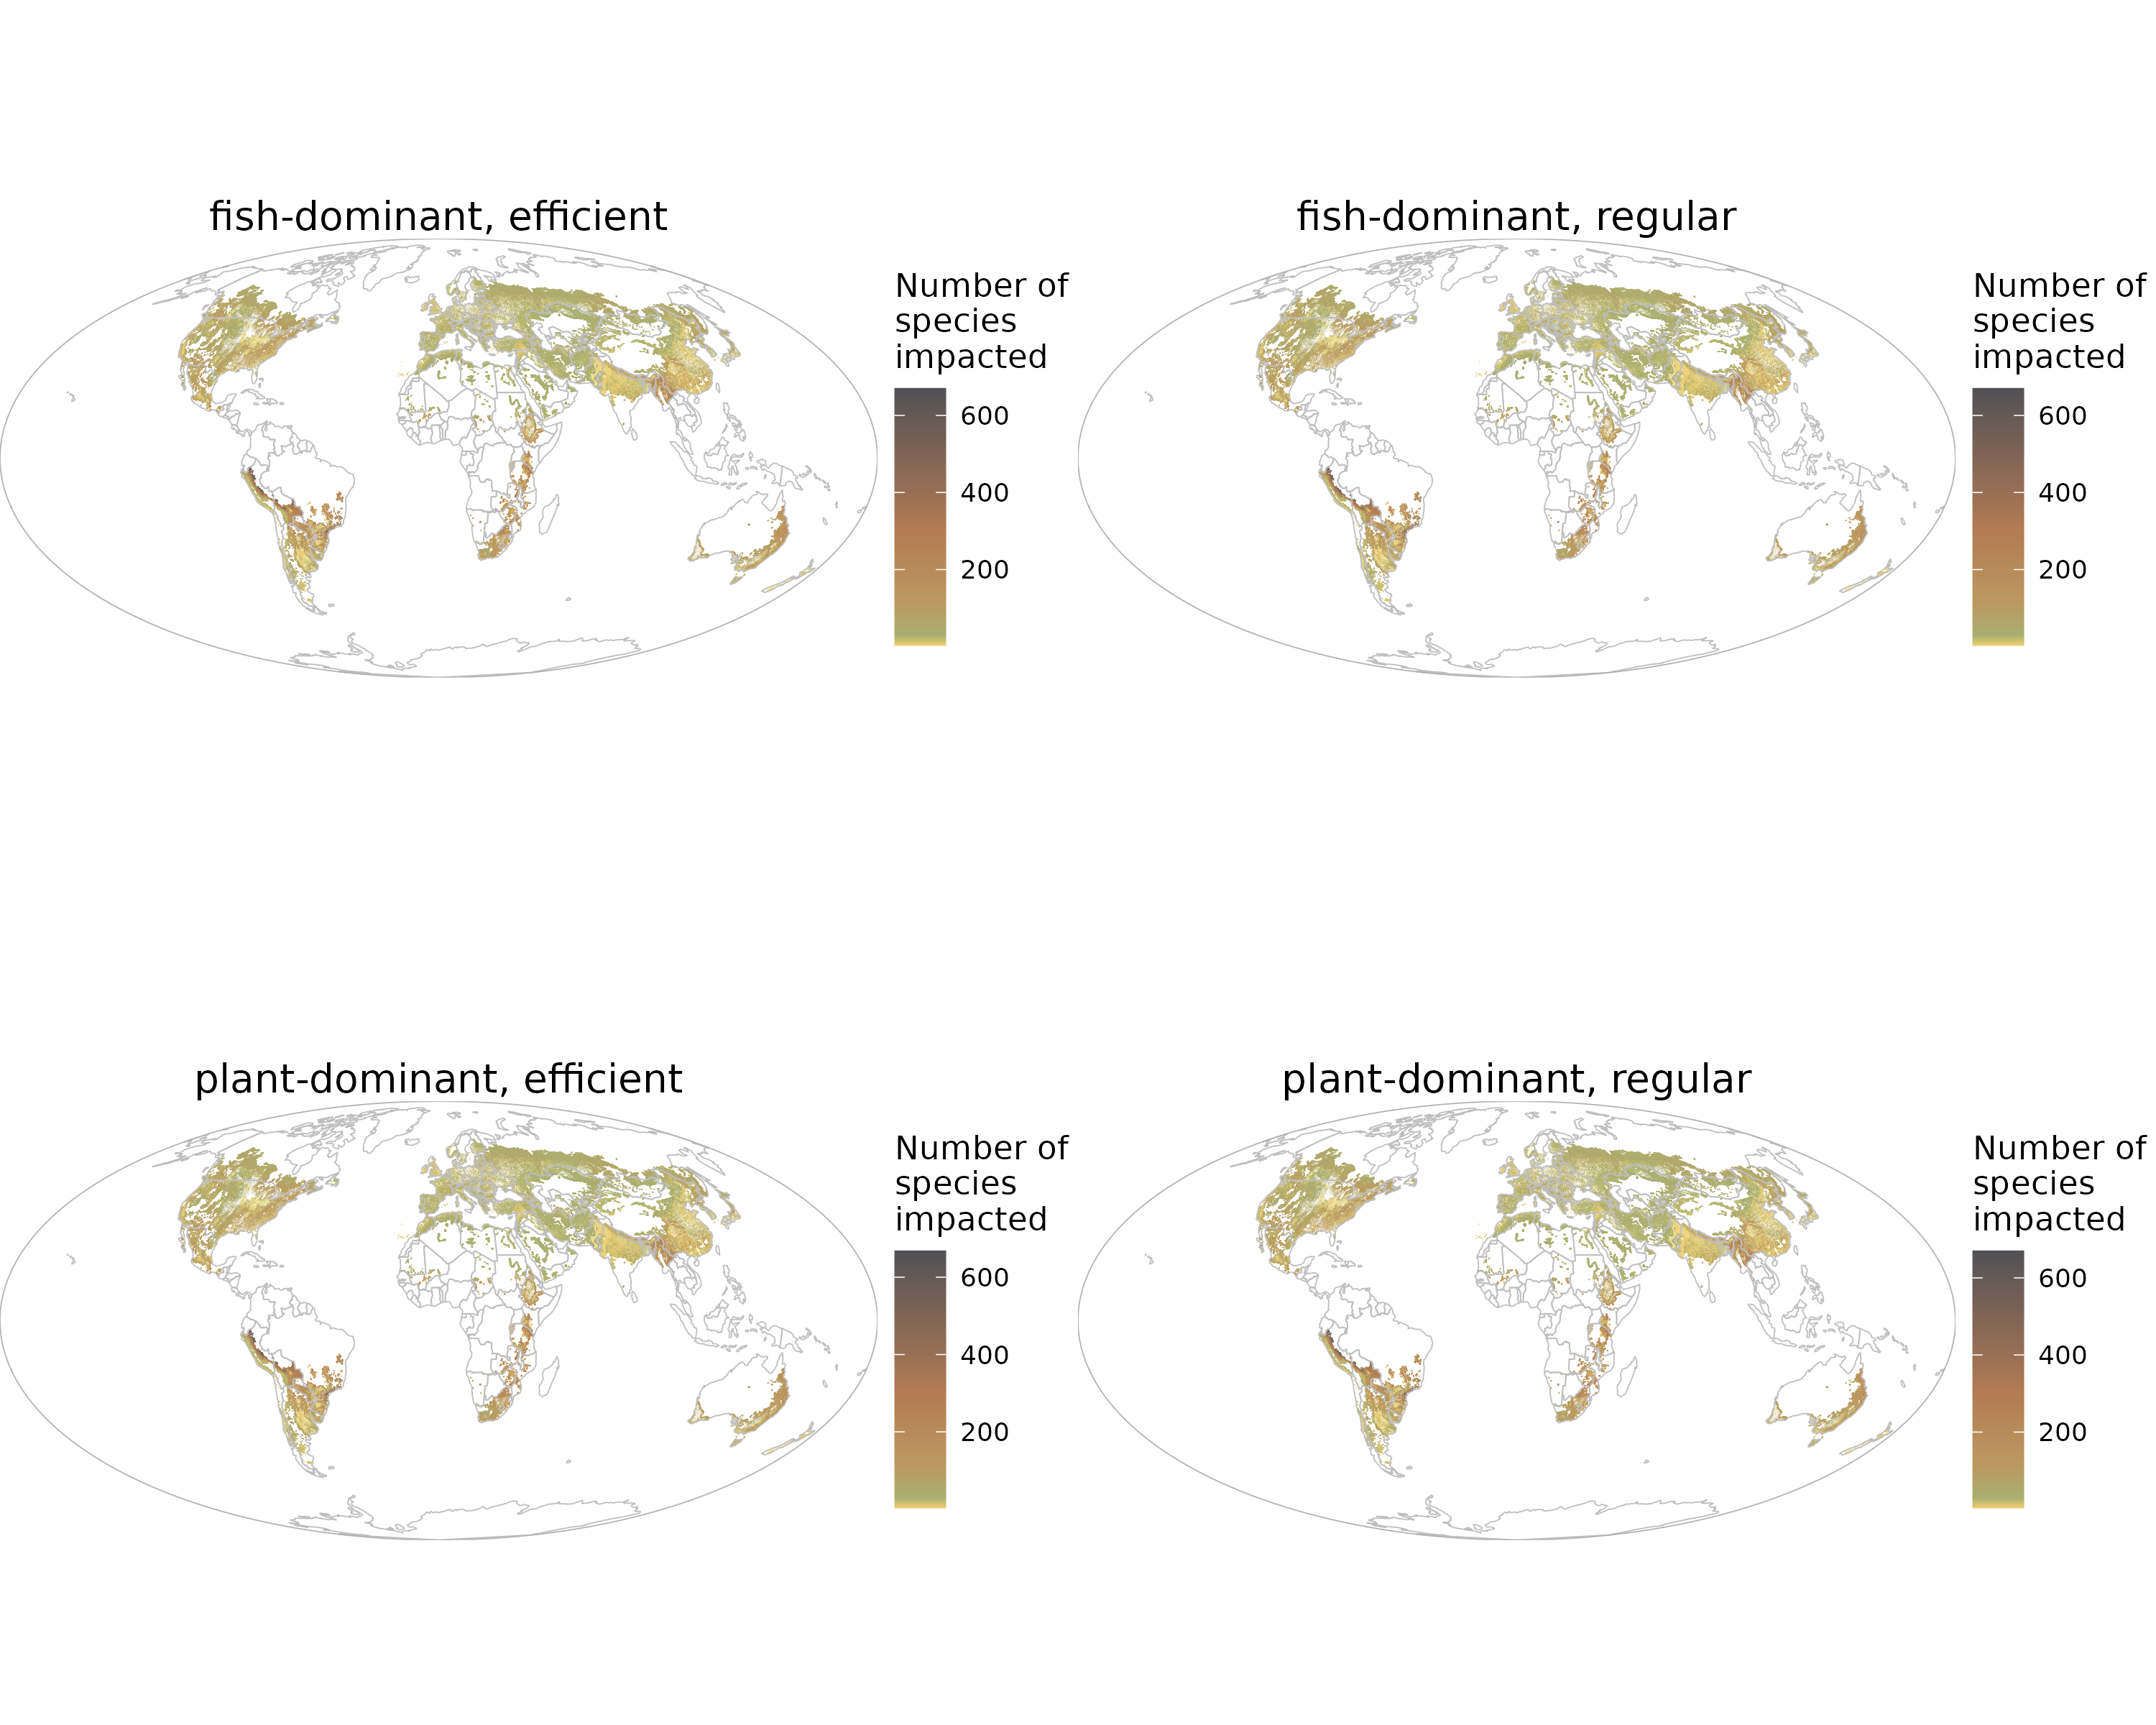 fish-dominant, efficient
Number of
species
impacted
600
400
200
fish-dominant, regular
Number of
species
impacted
600
400
200
plant-dominant, efficient
Number of
species
impacted
600
400
200
plant-dominant, regular
Number of
species
impacted
600
400
200